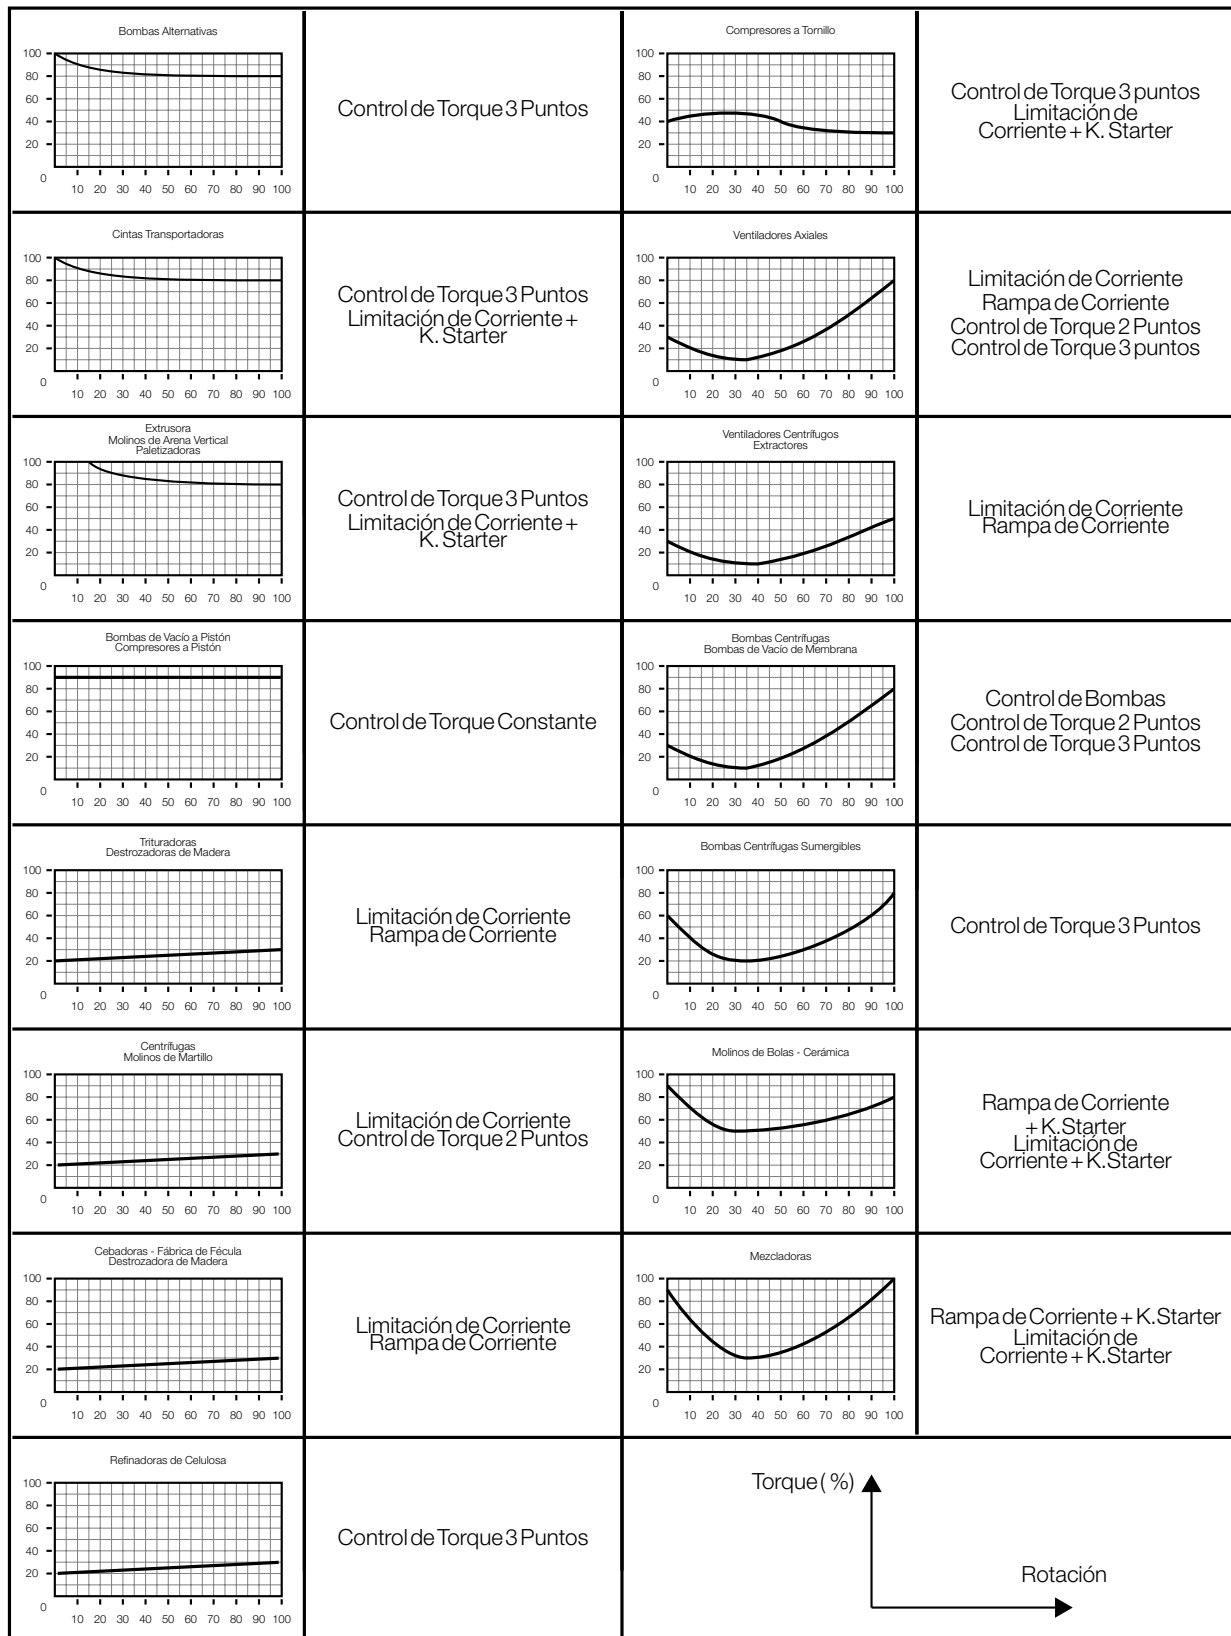 Bombas Alternativas
100
80
60
40
20
0
10 20 30 40 50 60 70 80 90 100
Control de Torque 3 Puntos
Compresores a Tornillo
100
80
60
40
20
0
10 20 30 40 50 60 70 80 90 100
Control de Torque 3 puntos
Limitación de
Corriente + K. Starter
Cintas Transportadoras
100
80
60
40
20
0
10 20 30 40 50 60 70 80 90 100
Control de Torque 3 Puntos
Limitación de Corriente +
K. Starter
Ventiladores Axiales
100
80
60
40
20
0
10 20 30 40 50 60 70 80 90 100
Limitación de Corriente
Rampa de Corriente
Control de Torque 2 Puntos
Control de Torque 3 puntos
Extrusora
Molinos de Arena Vertical
Paletizadoras
100
80
60
40
20
0
10 20 30 40 50 60 70 80 90 100
Control de Torque 3 Puntos
Limitación de Corriente +
K. Starter
Ventiladores Centrífugos
Extractores
100
80
60
40
20
0
10 20 30 40 50 60 70 80 90 100
Limitación de Corriente
Rampa de Corriente
Bombas de Vacío a Pistón
Compresores a Pistón
100
80
60
40
20
0
10 20 30 40 50 60 70 80 90 100
Control de Torque Constante
Bombas Centrífugas
Bombas de Vacío de Membrana
100
80
60
40
20
0
10 20 30 40 50 60 70 80 90 100
Control de Bombas
Control de Torque 2 Puntos
Control de Torque 3 Puntos
Trituradoras
Destrozadoras de Madera
100
80
60
40
20
0
10 20 30 40 50 60 70 80 90 100
Limitación de Corriente
Rampa de Corriente
Bombas Centrífugas Sumergibles
100
80
60
40
20
0
10 20 30 40 50 60 70 80 90 100
Control de Torque 3 Puntos
Centrífugas
Molinos de Martillo
100
80
60
40
20
0
10 20 30 40 50 60 70 80 90 100
Limitación de Corriente
Control de Torque 2 Puntos
Molinos de Bolas - Cerámica
100
80
60
40
20
0
10 20 30 40 50 60 70 80 90 100
Rampa de Corriente
+ K.Starter
Limitación de
Corriente + K.Starter
Cebadoras - Fábrica de Fécula
Destrozadora de Madera
100
80
60
40
20
0
10 20 30 40 50 60 70 80 90 100
Limitación de Corriente
Rampa de Corriente
Mezcladoras
100
80
60
40
20
0
10 20 30 40 50 60 70 80 90 100
Rampa de Corriente + K.Starter
Limitación de
Corriente + K.Starter
Refinadoras de Celulosa
100
80
60
40
20
0
10 20 30 40 50 60 70 80 90 100
Control de Torque 3 Puntos
Torque ( %)
Rotación